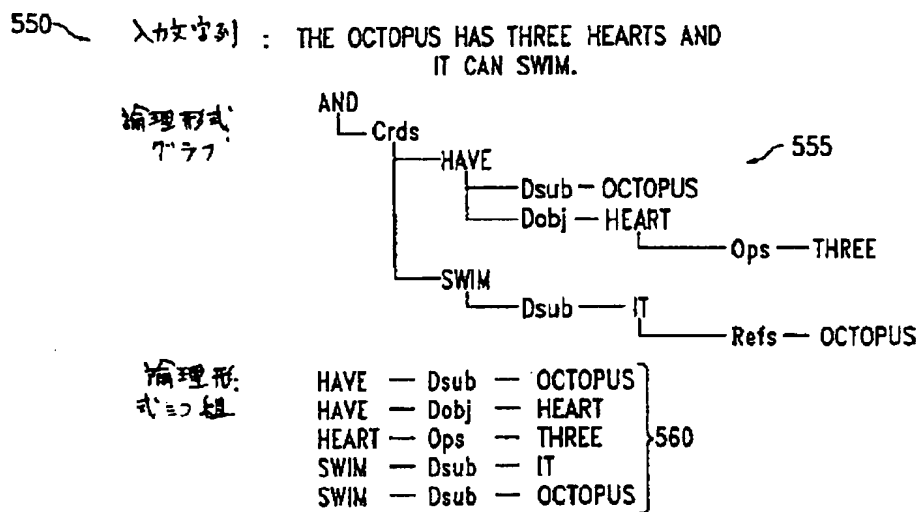 550 入力文字列 : THE OCTOPUS HAS THREE HEARTS AND
IT CAN SWIM.
論理形式
グラフ
AND
Crds
555
HAVE
Dsub — OCTOPUS
Dobj — HEART
Ops — THREE
SWIM
Dsub — IT
Refs — OCTOPUS
論理形
式三つ組
HAVE — Dsub — OCTOPUS
HAVE — Dobj — HEART
HEART — Ops — THREE
SWIM — Dsub — IT
SWIM — Dsub — OCTOPUS
560